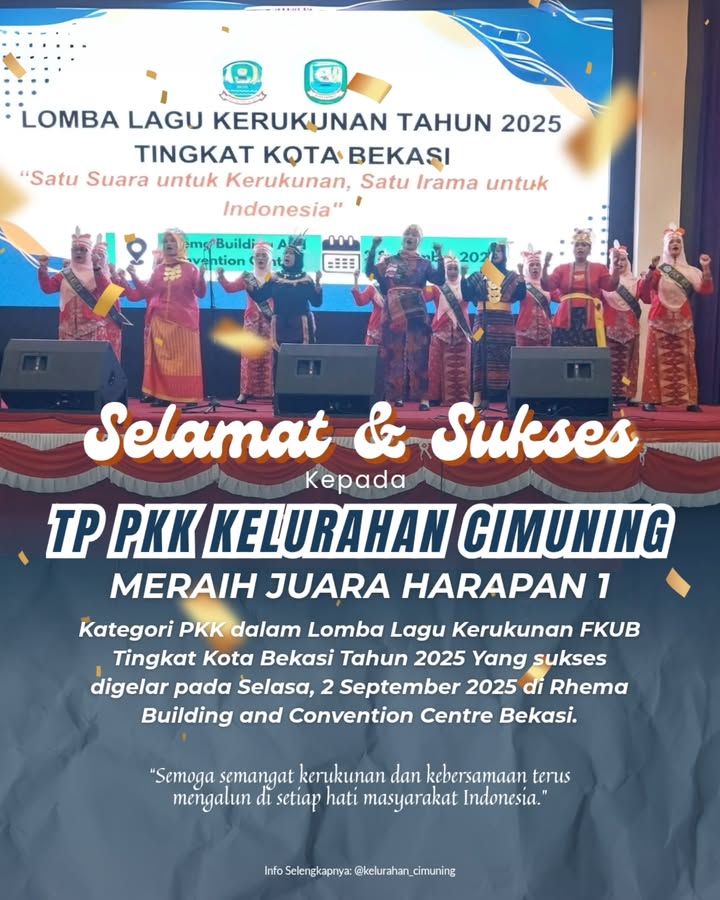 LOMBA LAGU KERUKUNAN TAHUN 2025
TINGKAT KOTA BEKASI
"Satu Suara untuk Kerukunan, Satu Irama untuk
Indonesia"
Building
Selamat & Sukses
Kepada
TP PKK KELURAHAN CIMUNING
MERAIH JUARA HARAPAN 1
Kategori PKK dalam Lomba Lagu Kerukunan FKUB
Tingkat Kota Bekasi Tahun 2025 Yang sukses
digelar pada Selasa, 2 September 2025 di Rhema
Building and Convention Centre Bekasi.
"Semoga semangat kerukunan dan kebersamaan terus
mengalun di setiap hati masyarakat Indonesia."
Info Selengkapnya: @kelurahan_cimuning